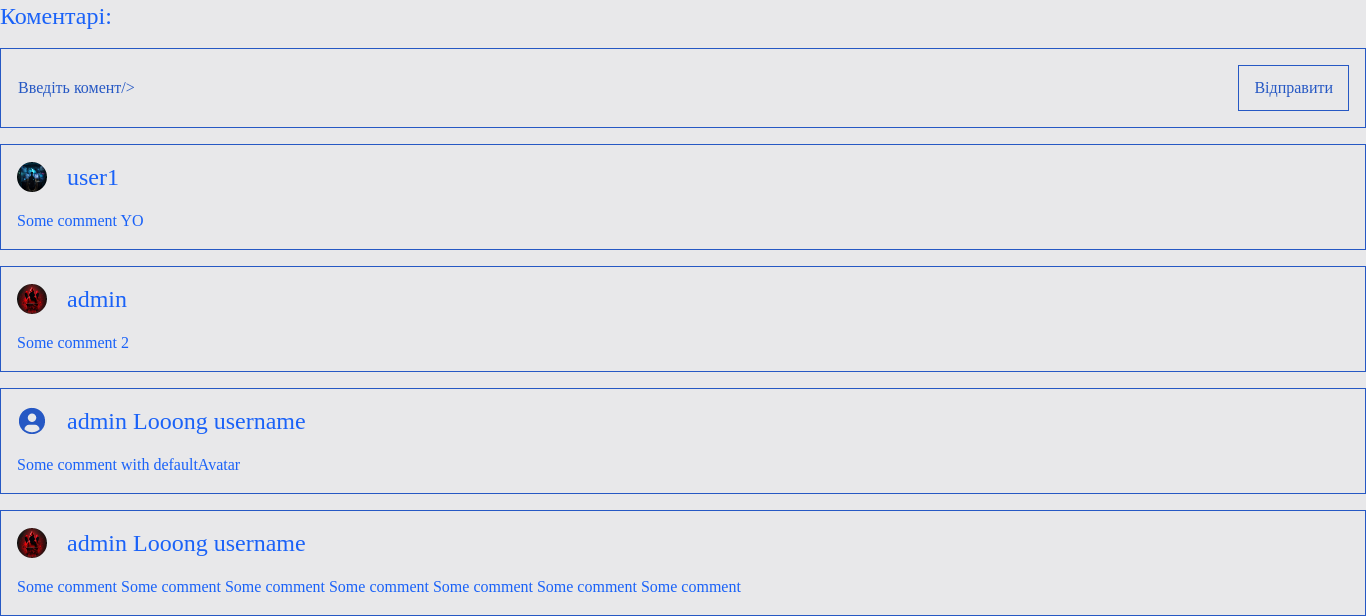 Коментарі:
Введіть комент/>
Відправити
user1
Some comment YO
admin
Some comment 2
admin Looong username
Some comment with defaultAvatar
admin Looong username
Some comment Some comment Some comment Some comment Some comment Some comment Some comment